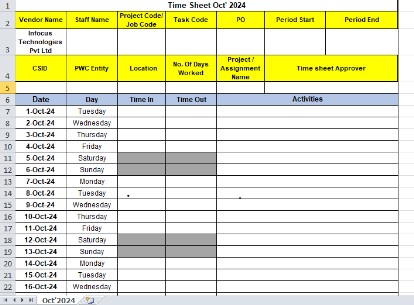 1 Time Sheet Oct' 2024
2 Vendor Name Staff Name Project Code/ Job Code Task Code PO Period Start Period End
3 Infocus Technologies Pvt Ltd
4 CSID PWC Entity Location No. Of Days Worked Project / Assignment Name Time sheet Approver
5
6 Date Day Time In Time Out Activities
7 1-Oct-24 Tuesday
8 2-Oct-24 Wednesday
9 3-Oct-24 Thursday
10 4-Oct-24 Friday
11 5-Oct-24 Saturday
12 6-Oct-24 Sunday
13 7-Oct-24 Monday
14 8-Oct-24 Tuesday
15 9-Oct-24 Wednesday
16 10-Oct-24 Thursday
17 11-Oct-24 Friday
18 12-Oct-24 Saturday
19 13-Oct-24 Sunday
20 14-Oct-24 Monday
21 15-Oct-24 Tuesday
22 16-Oct-24 Wednesday
Oct'2024